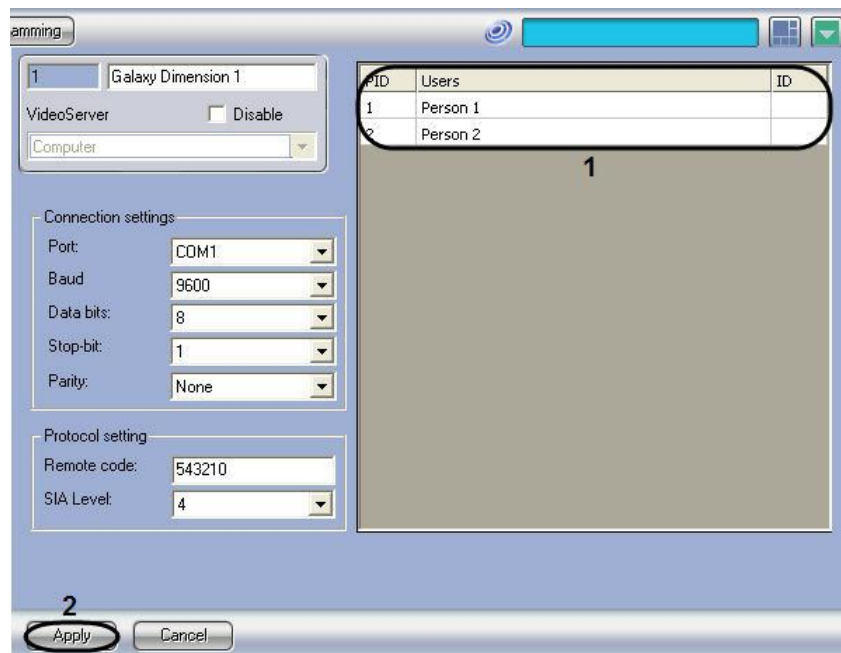 amming
1 Galaxy Dimension 1
VideoServer Disable
Computer
Connection settings
Port: COM1
Baud 9600
Data bits: 8
Stop-bit: 1
Parity: None
Protocol setting
Remote code: 543210
SIA Level: 4
PID Users ID
1 Person 1
2 Person 2
1
2
Apply Cancel